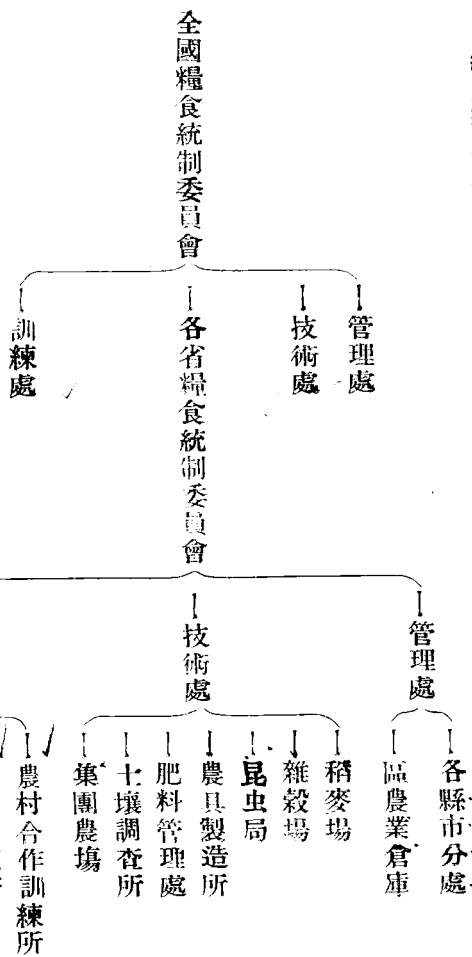 全國糧食統制委員會
管理處
技術處
各省糧食統制委員會
訓練處
管理處
各縣市分處
區農業倉庫
技術處
稻麥場
雜穀場
昆虫局
農具製造所
肥料管理處
土壤調查所
集團農塲
農村合作訓練所